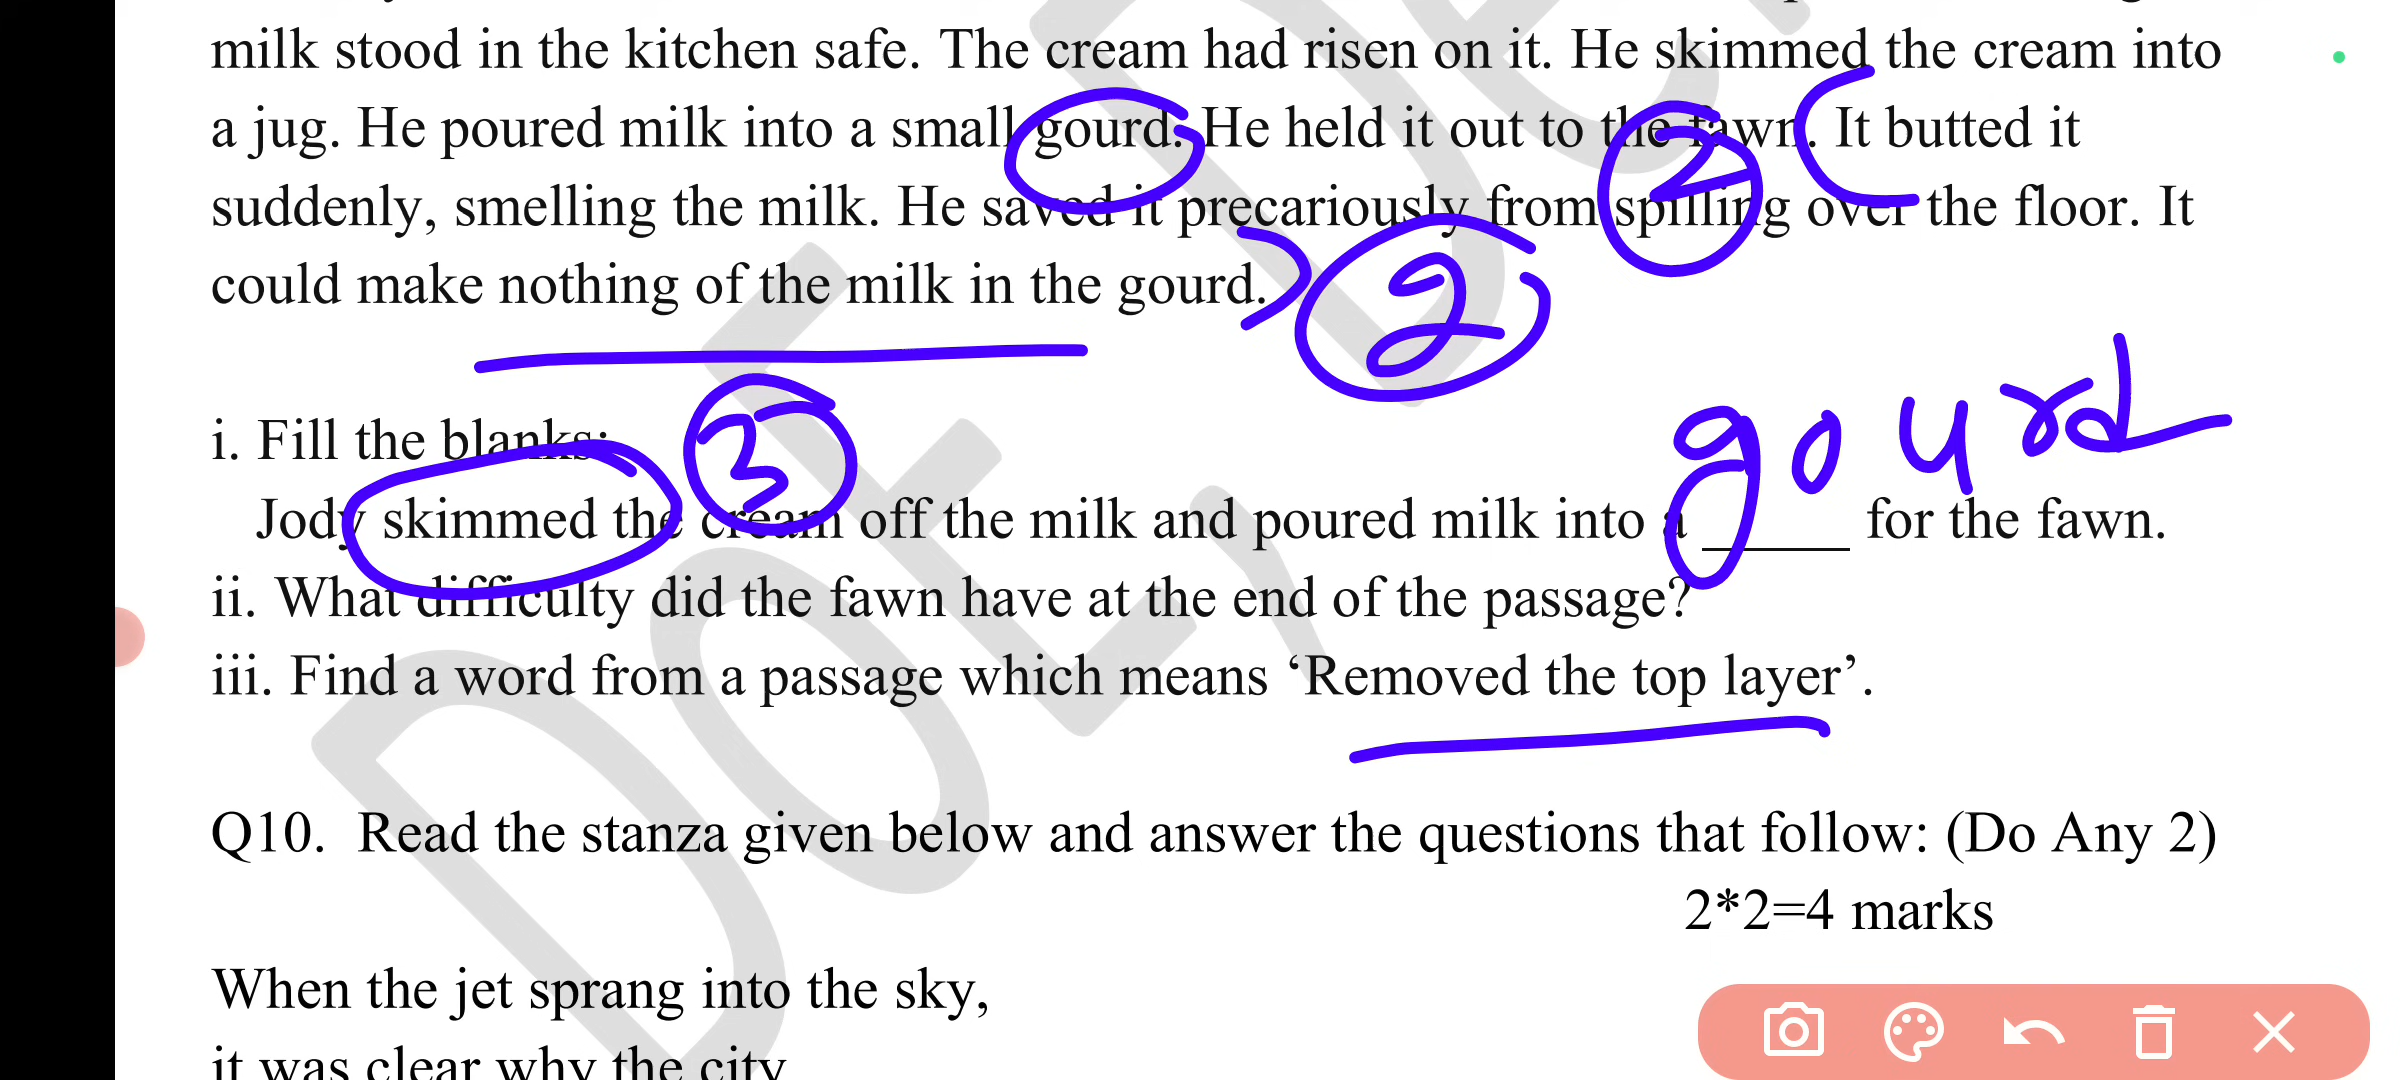 milk stood in the kitchen safe. The cream had risen on it. He skimmed the cream into
a jug. He poured milk into a small gourd. He held it out to the fawn. It butted it
suddenly, smelling the milk. He saved it precariously from spilling over the floor. It
could make nothing of the milk in the gourd.
2
2
3
gourd
i. Fill the blanks:
Jody skimmed the cream off the milk and poured milk into a ______ for the fawn.
ii. What difficulty did the fawn have at the end of the passage?
iii. Find a word from a passage which means ‘Removed the top layer’.
Q10. Read the stanza given below and answer the questions that follow: (Do Any 2)
2*2=4 marks
When the jet sprang into the sky,
it was clear why the city
DOE, DE